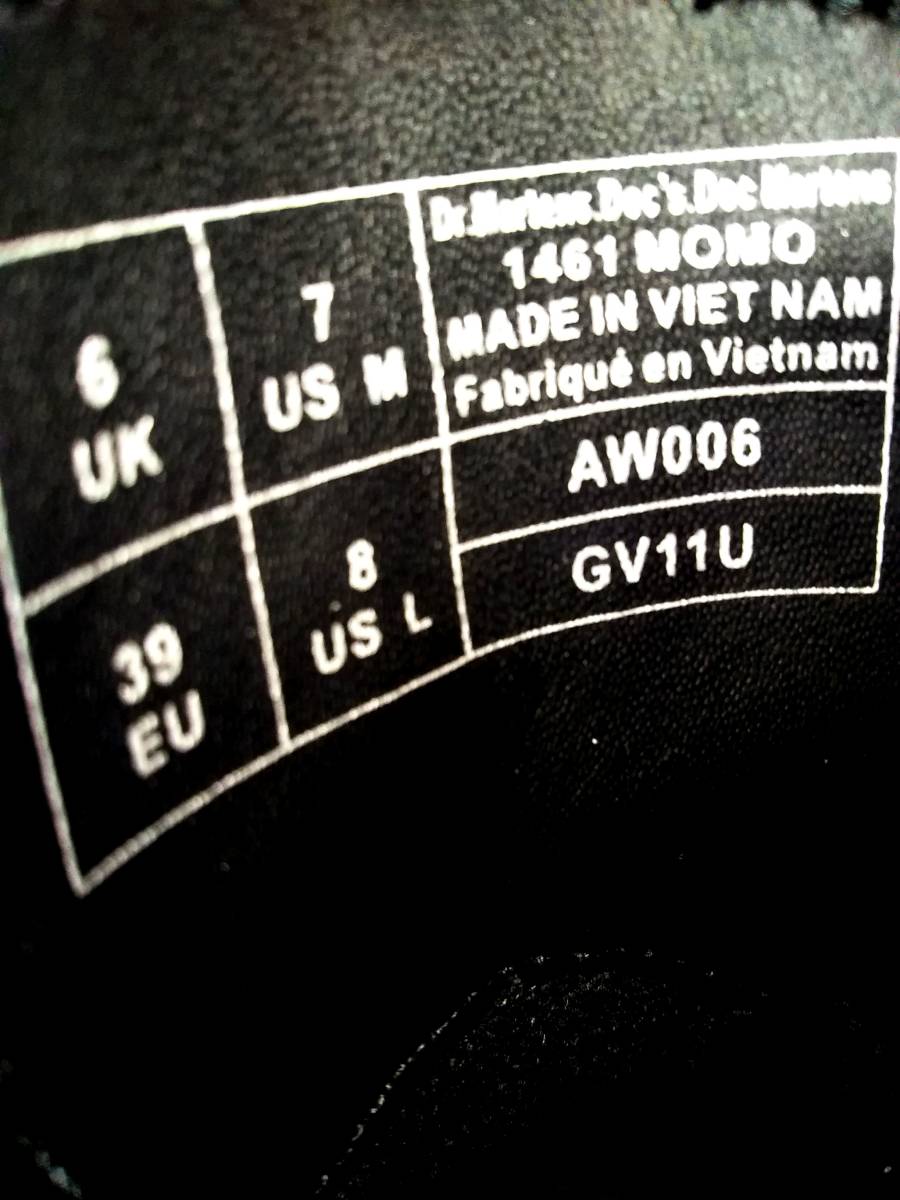 6
UK
7
US M
Dr.Martens.Doc's.Doc Martens
1461 MONO
MADE IN VIET NAM
Fabriqué en Vietnam
39
EU
8
US L
AW006
GV11U